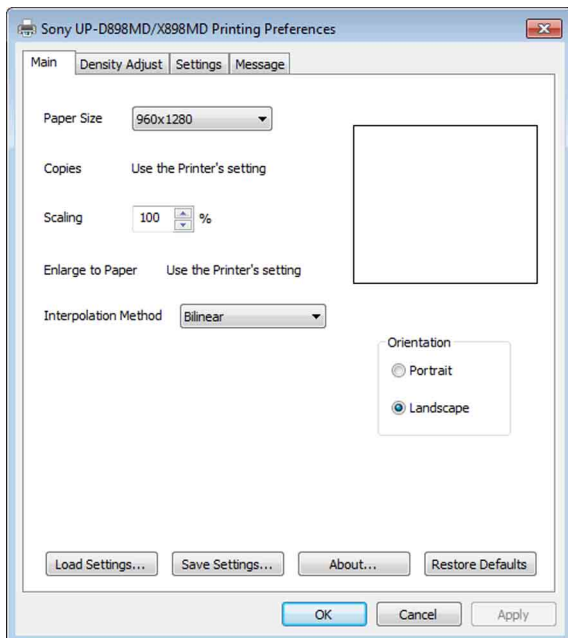 Sony UP-D898MD/X898MD Printing Preferences
Main Density Adjust Settings Message
Paper Size 960x1280
Copies Use the Printer's setting
Scaling 100 %
Enlarge to Paper Use the Printer's setting
Interpolation Method Bilinear
Orientation
Portrait
Landscape
Load Settings... Save Settings... About... Restore Defaults
OK Cancel Apply